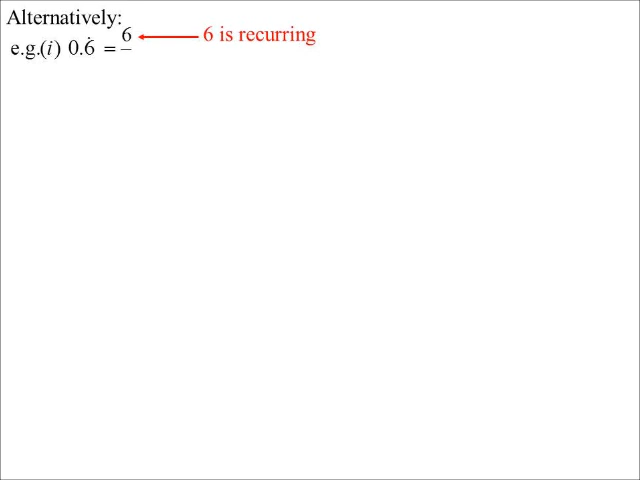 Alternatively:
e.g.(i) 0.6̇ = 6/ 6 is recurring